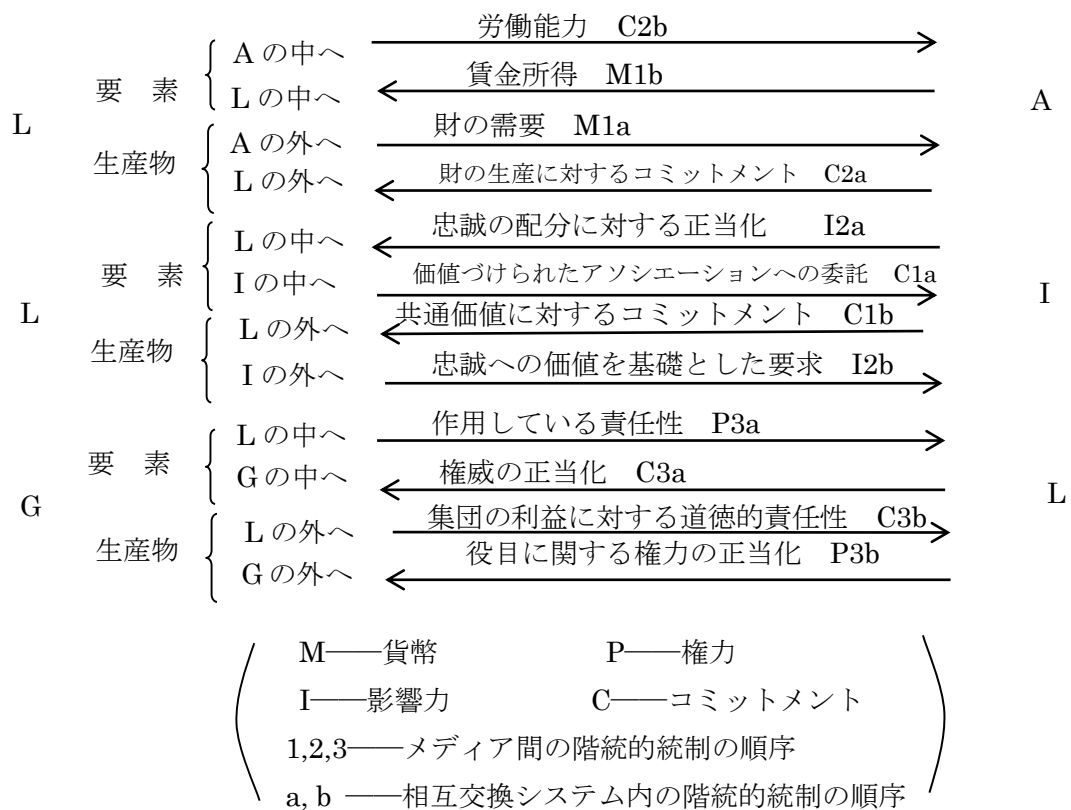 労働能力 C2b
A の中へ
賃金所得 M1b
要 素
L の中へ
L
A
財の需要 M1a
A の外へ
生産物
財の生産に対するコミットメント C2a
L の外へ
忠誠の配分に対する正当化 I2a
L の中へ
要 素
価値づけられたアソシエーションへの委託 C1a
I の中へ
L
I
共通価値に対するコミットメント C1b
L の外へ
生産物
忠誠への価値を基礎とした要求 I2b
I の外へ
作用している責任性 P3a
L の中へ
要 素
権威の正当化 C3a
G の中へ
G
L
集団の利益に対する道徳的責任性 C3b
L の外へ
生産物
役目に関する権力の正当化 P3b
G の外へ
M――貨幣 P――権力
I――影響力 C――コミットメント
1,2,3――メディア間の階統的統制の順序
a, b ――相互交換システム内の階統的統制の順序